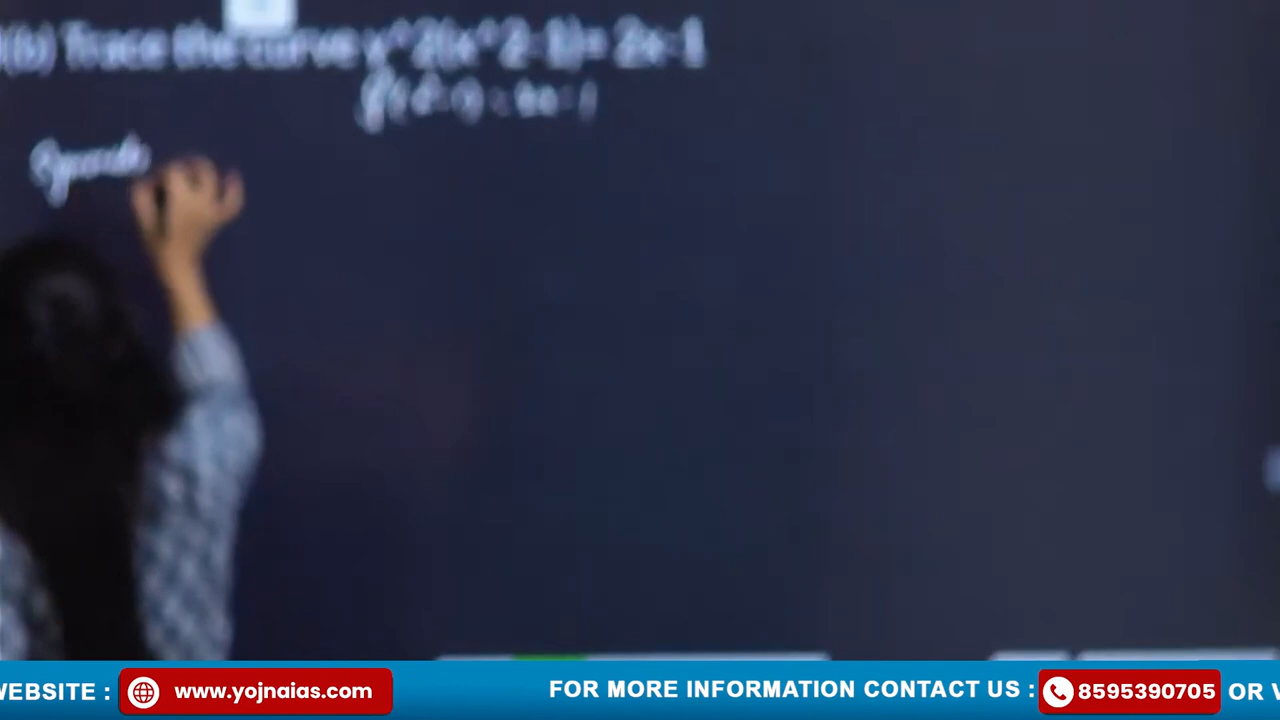 (b) Trace the curve y^2(x^2-1)= 2x-1
WEBSITE : www.yojnaias.com FOR MORE INFORMATION CONTACT US : 8595390705 OR